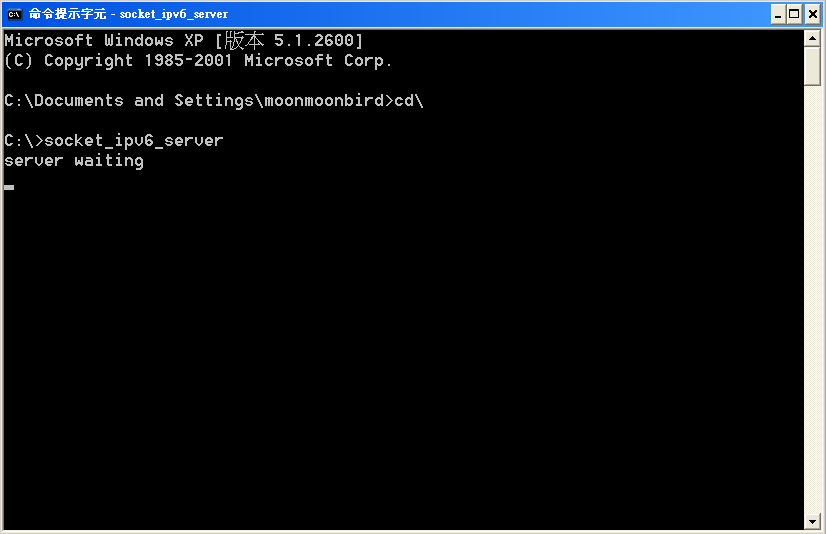 命令提示字元 - socket_ipv6_server
Microsoft Windows XP [版本 5.1.2600]
(C) Copyright 1985-2001 Microsoft Corp.
C:\Documents and Settings\moonmoonbird>cd\
C:\>socket_ipv6_server
server waiting